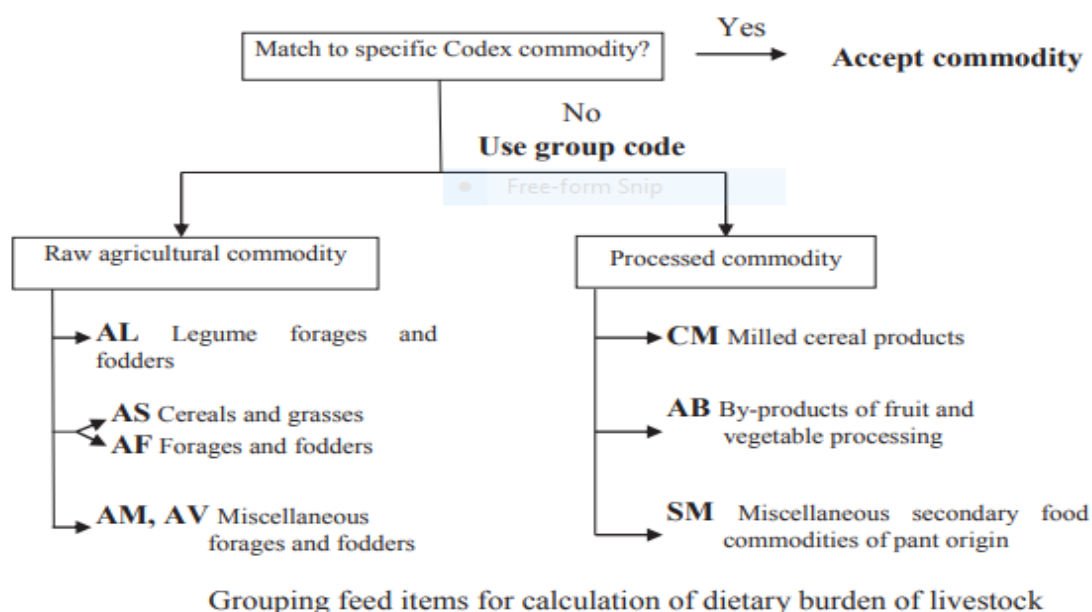 Match to specific Codex commodity?
Yes
Accept commodity
No
Use group code
Free-form Snip
Raw agricultural commodity
AL Legume forages and
fodders
AS Cereals and grasses
AF Forages and fodders
AM, AV Miscellaneous
forages and fodders
Processed commodity
CM Milled cereal products
AB By-products of fruit and
vegetable processing
SM Miscellaneous secondary food
commodities of pant origin
Grouping feed items for calculation of dietary burden of livestock